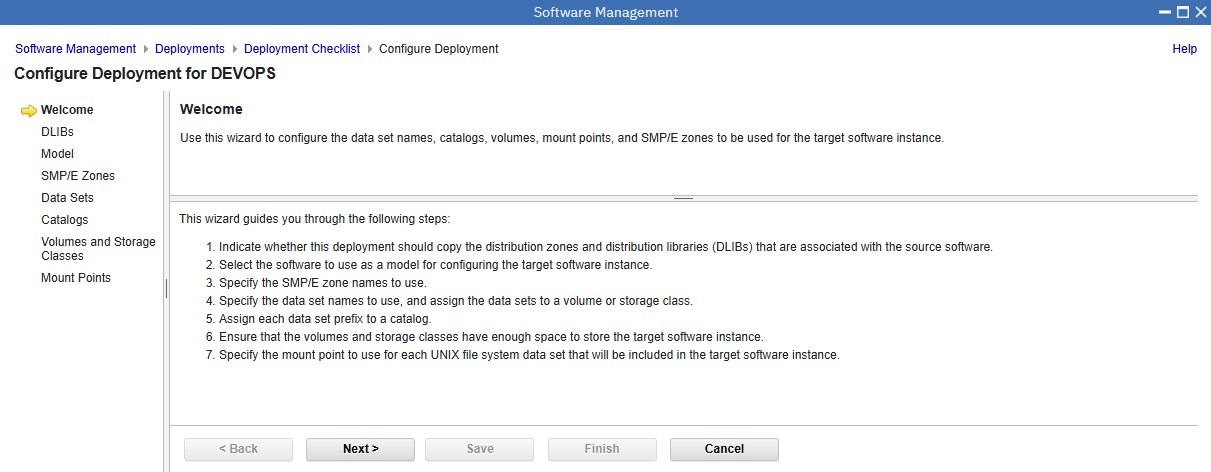 Software Management
Software Management Deployments Deployment Checklist Configure Deployment Help
Configure Deployment for DEVOPS
Welcome
DLIBs
Model
SMP/E Zones
Data Sets
Catalogs
Volumes and Storage
Classes
Mount Points
Welcome
Use this wizard to configure the data set names, catalogs, volumes, mount points, and SMP/E zones to be used for the target software instance.
This wizard guides you through the following steps:
1. Indicate whether this deployment should copy the distribution zones and distribution libraries (DLIBs) that are associated with the source software.
2. Select the software to use as a model for configuring the target software instance.
3. Specify the SMP/E zone names to use.
4. Specify the data set names to use, and assign the data sets to a volume or storage class.
5. Assign each data set prefix to a catalog.
6. Ensure that the volumes and storage classes have enough space to store the target software instance.
7. Specify the mount point to use for each UNIX file system data set that will be included in the target software instance.
< Back Next > Save Finish Cancel